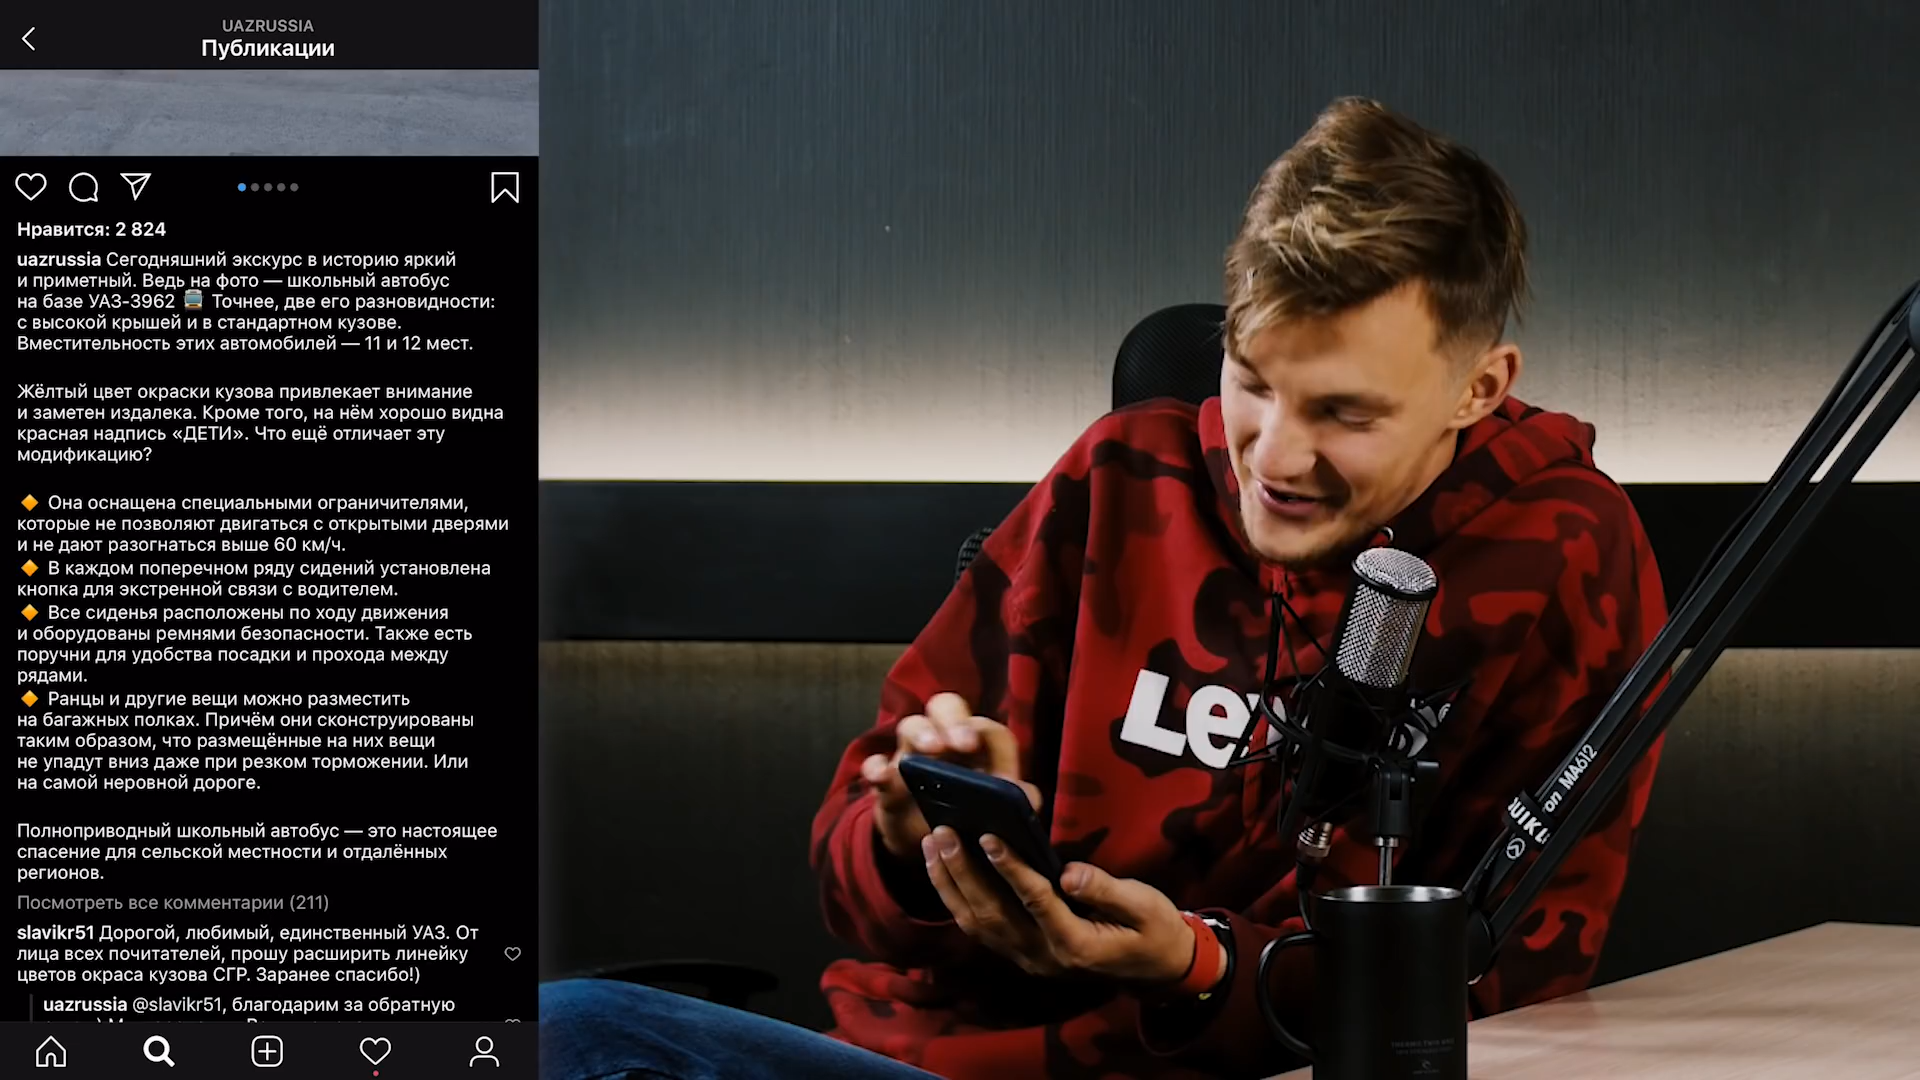 UAZRUSSIA
Публикации
Нравится: 2 824
uazrussia Сегодняшний экскурс в историю яркий
и приметный. Ведь на фото — школьный автобус
на базе УАЗ-3962 🚍 Точнее, две его разновидности:
с высокой крышей и в стандартном кузове.
Вместительность этих автомобилей — 11 и 12 мест.
Жёлтый цвет окраски кузова привлекает внимание
и заметен издалека. Кроме того, на нём хорошо видна
красная надпись «ДЕТИ». Что ещё отличает эту
модификацию?
🔶 Она оснащена специальными ограничителями,
которые не позволяют двигаться с открытыми дверями
и не дают разогнаться выше 60 км/ч.
🔶 В каждом поперечном ряду сидений установлена
кнопка для экстренной связи с водителем.
🔶 Все сиденья расположены по ходу движения
и оборудованы ремнями безопасности. Также есть
поручни для удобства посадки и прохода между
рядами.
🔶 Ранцы и другие вещи можно разместить
на багажных полках. Причём они сконструированы
таким образом, что размещённые на них вещи
не упадут вниз даже при резком торможении. Или
на самой неровной дороге.
Полноприводный школьный автобус — это настоящее
спасение для сельской местности и отдалённых
регионов.
Посмотреть все комментарии (211)
slavikr51 Дорогой, любимый, единственный УАЗ. От
лица всех почитателей, прошу расширить линейку
цветов окраса кузова СГР. Заранее спасибо!)
uazrussia @slavikr51, благодарим за обратную
MA612